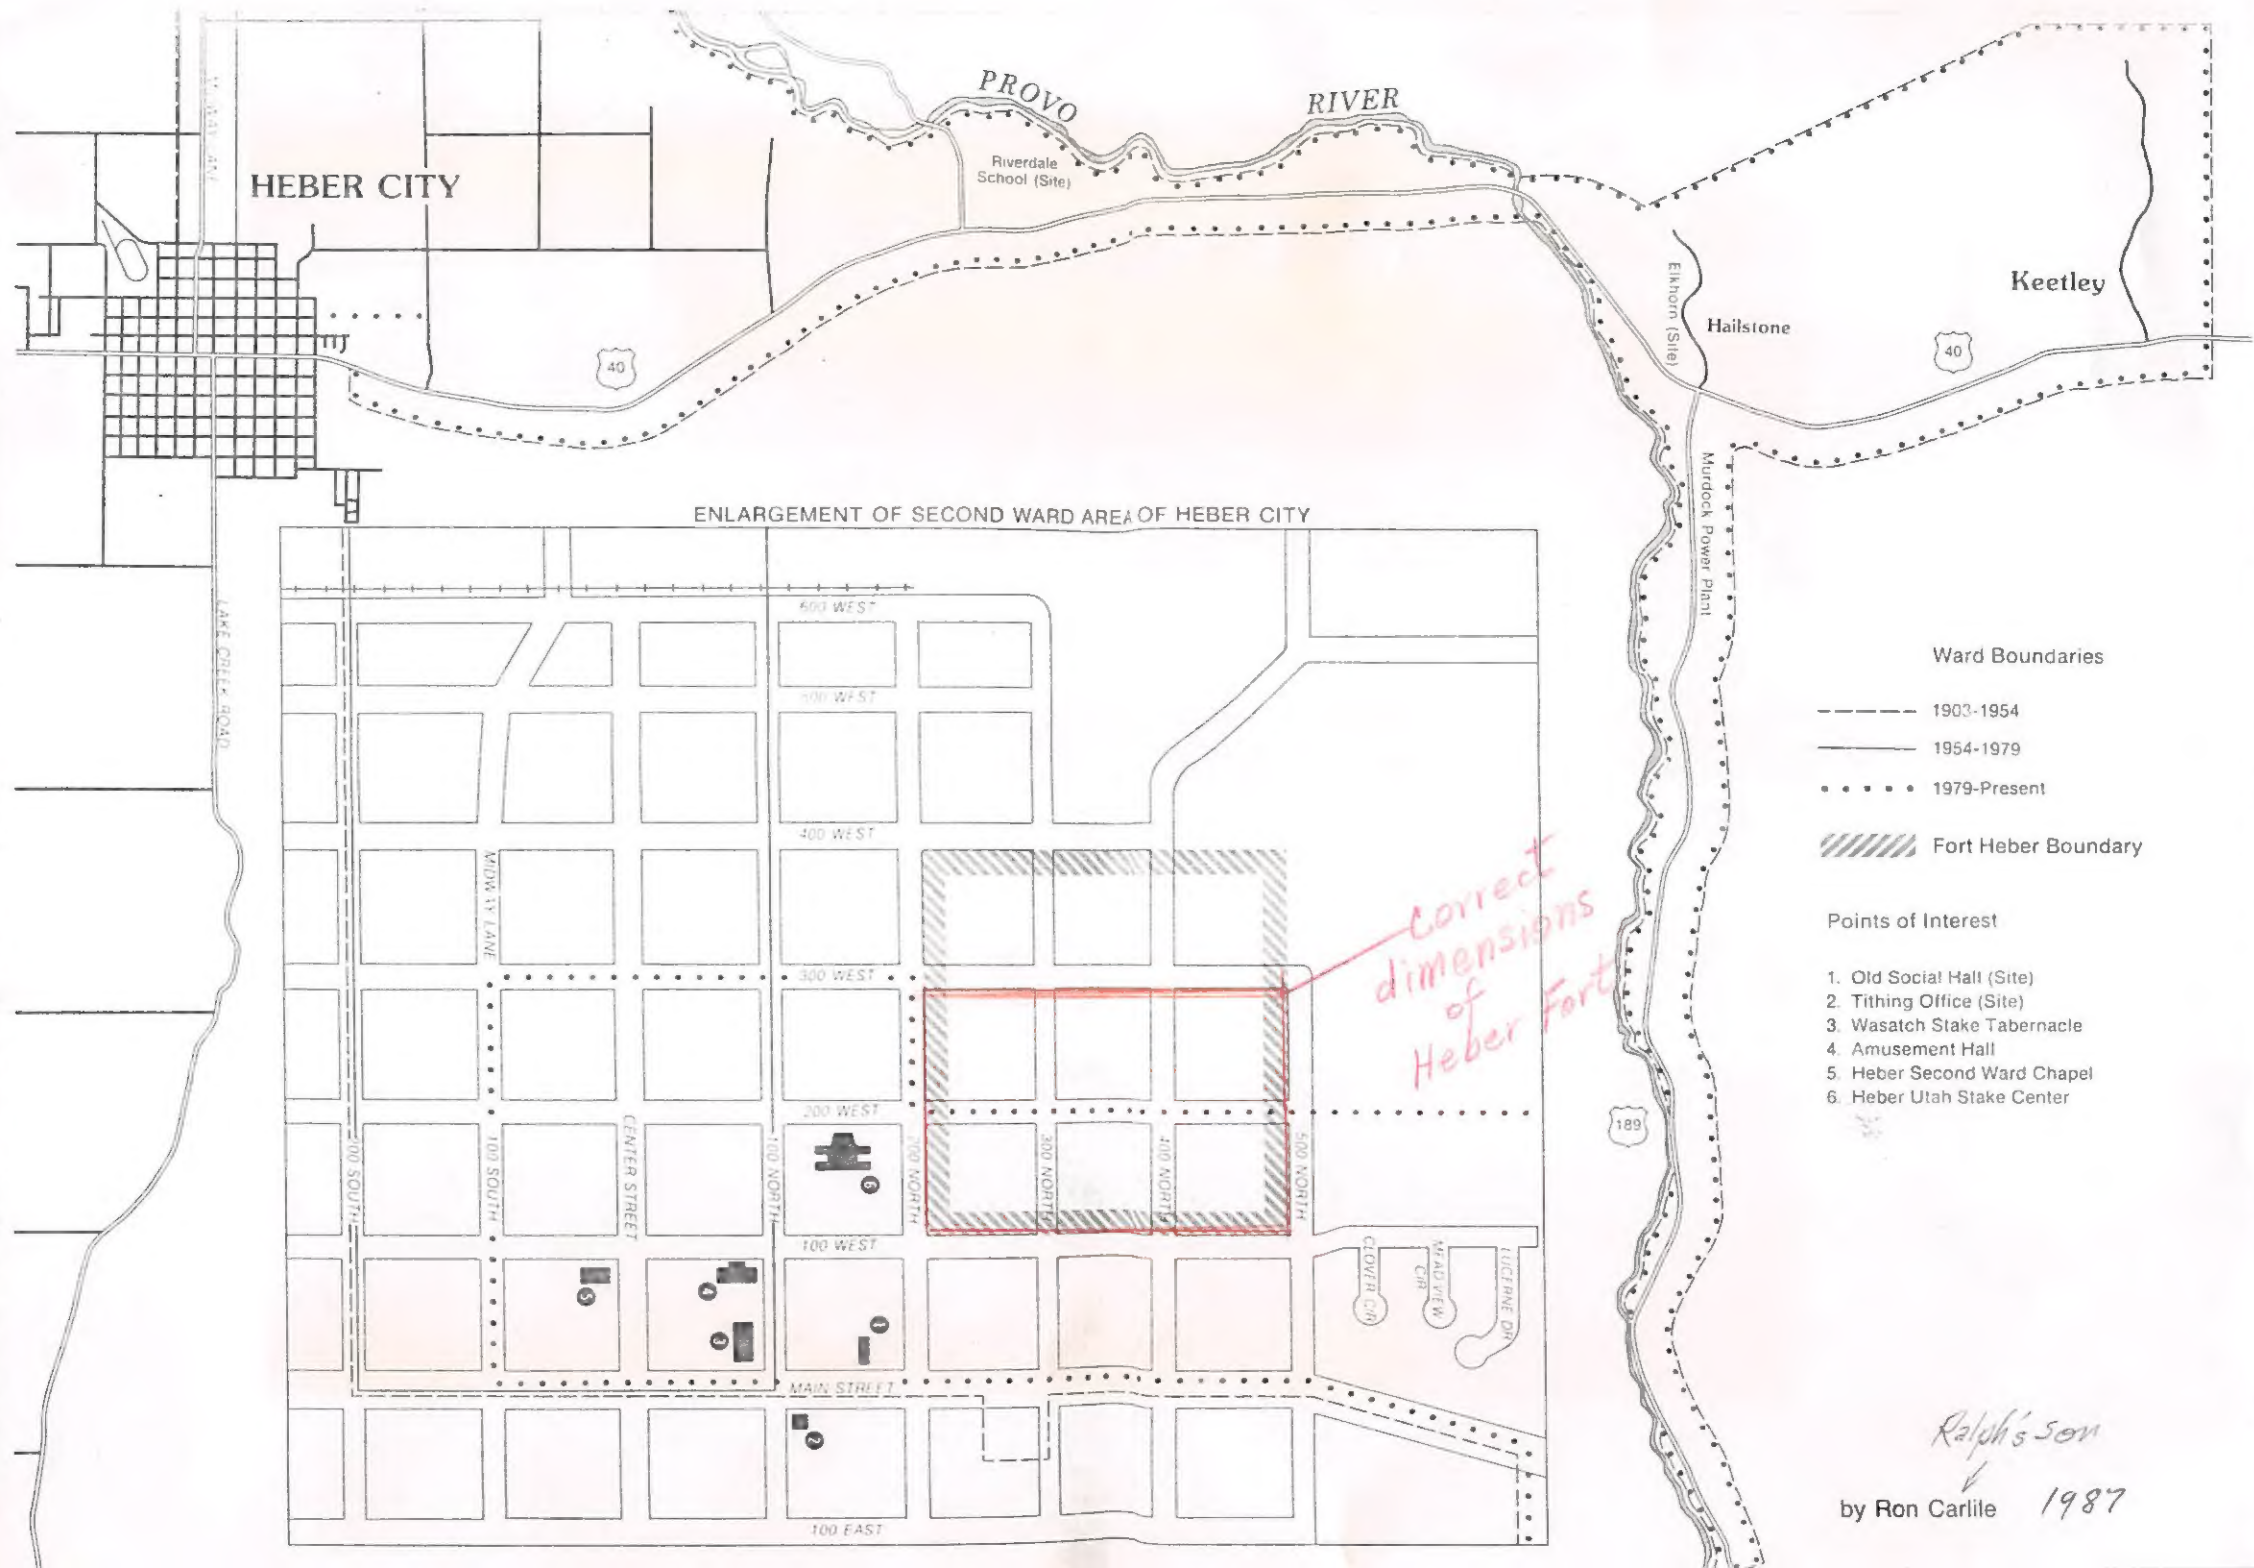 PROVO
RIVER
Riverdale
School (Site)
HEBER CITY
40
Elkhorn (Site)
Hailstone
Keetley
40
Murdock Power Plant
LAKE CREEK ROAD
ENLARGEMENT OF SECOND WARD AREA OF HEBER CITY
600 WEST
500 WEST
400 WEST
MIDWAY LANE
300 WEST
200 WEST
200 SOUTH
100 SOUTH
CENTER STREET
100 NORTH
200 NORTH
300 NORTH
400 NORTH
500 NORTH
6
100 WEST
5
4
3
1
CLOVER CIR
MEADVIEW
CIR
LUCERNE DR
MAIN STREET
2
100 EAST
Correct
dimensions
of
Heber Fort
189
Ward Boundaries
1903-1954
1954-1979
1979-Present
Fort Heber Boundary
Points of Interest
1. Old Social Hall (Site)
2. Tithing Office (Site)
3. Wasatch Stake Tabernacle
4. Amusement Hall
5. Heber Second Ward Chapel
6. Heber Utah Stake Center
Ralph's son
by Ron Carlile 1987